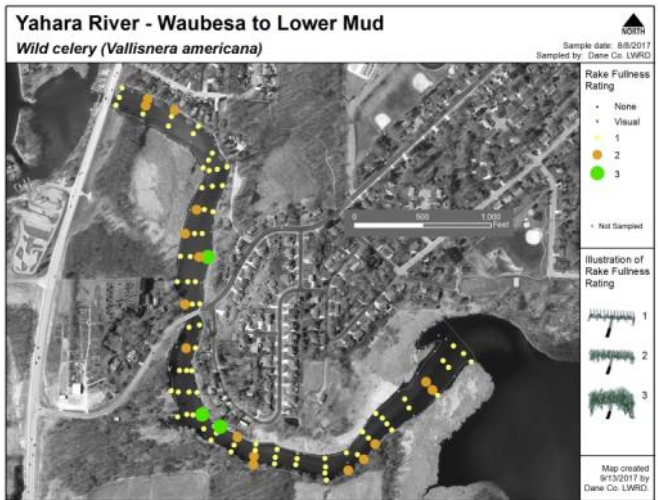 Yahara River - Waubesa to Lower Mud
Wild celery (Vallisnera americana)
NORTH
Sample date: 8/8/2017
Sampled by: Dane Co. LWRD
Rake Fullness
Rating
None
Visual
1
2
3
Not Sampled
0 500 1,000
Feet
Illustration of
Rake Fullness
Rating
1
2
3
Map created
9/13/2017 by
Dane Co. LWRD.